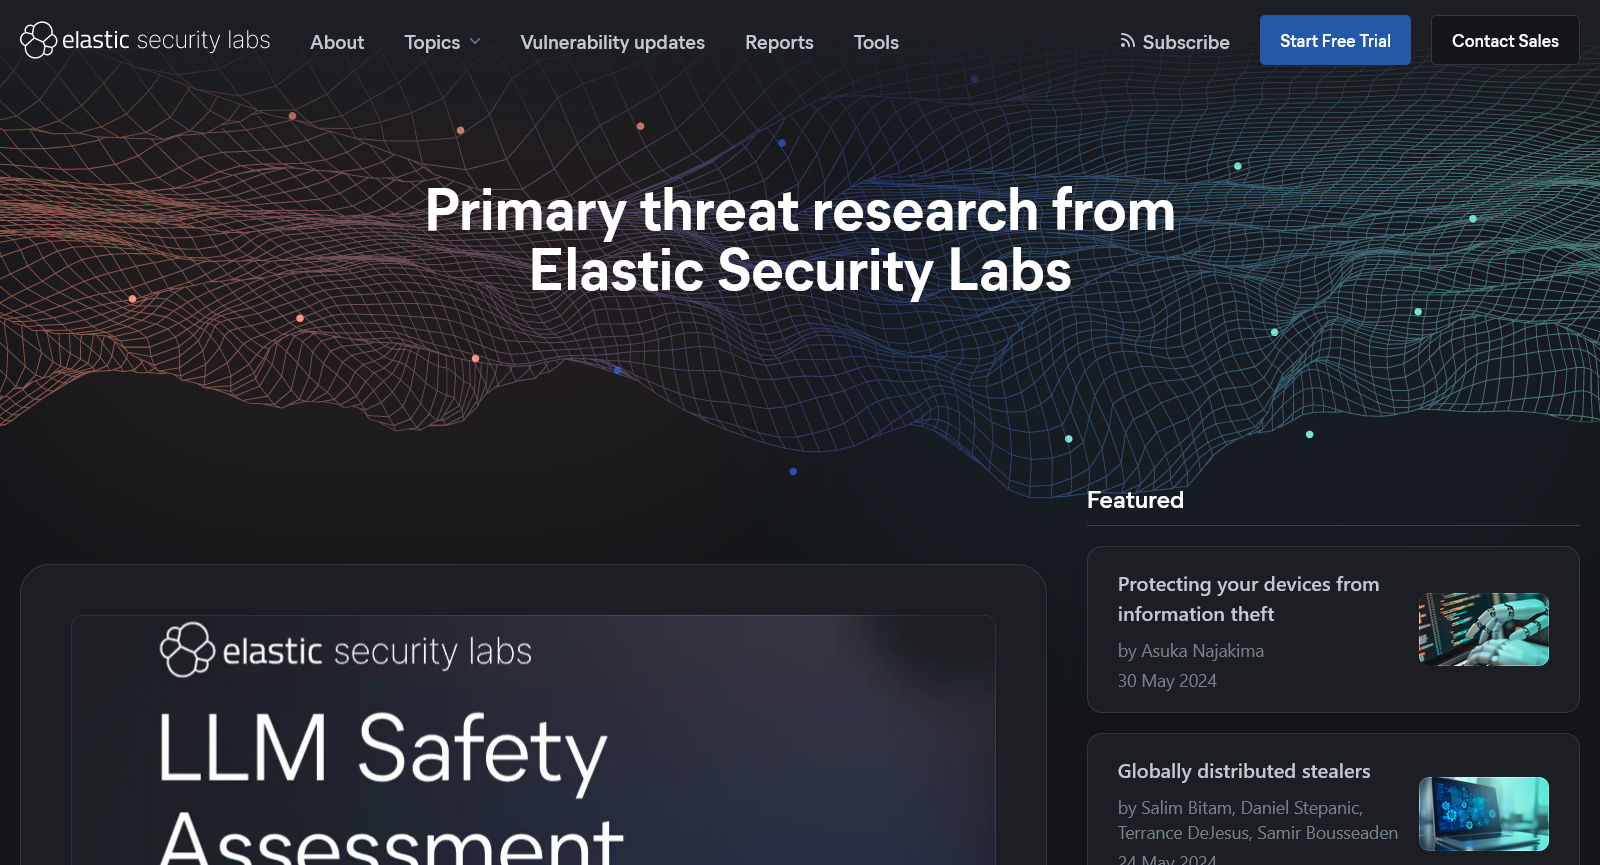 elastic security labs
About
Topics
Vulnerability updates
Reports
Tools
Subscribe
Start Free Trial
Contact Sales
Primary threat research from
Elastic Security Labs
Featured
elastic security labs
LLM Safety
Assessment
Protecting your devices from
information theft
by Asuka Najakima
30 May 2024
Globally distributed stealers
by Salim Bitam, Daniel Stepanic,
Terrance DeJesus, Samir Bousseaden
24 May 2024